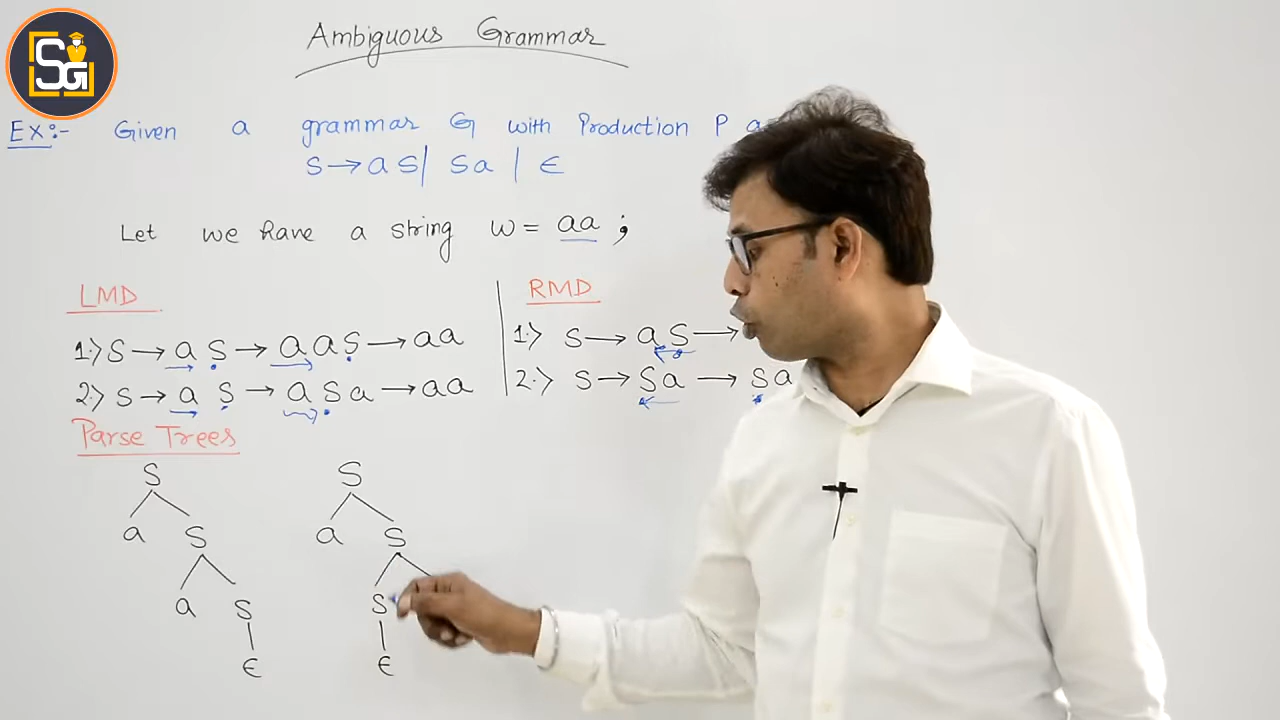 SG
Ambiguous Grammar
Ex:- Given a grammar G with Production P a
S → aS | Sa | ϵ
Let we have a string w = aa ;
LMD
1.) S → aS → aaS → aa
2.) S → aS → aSa → aa
RMD
1.) S → aS →
2.) S → Sa → Sa
Parse Trees
S S
a S a S
a S S
ϵ ϵ